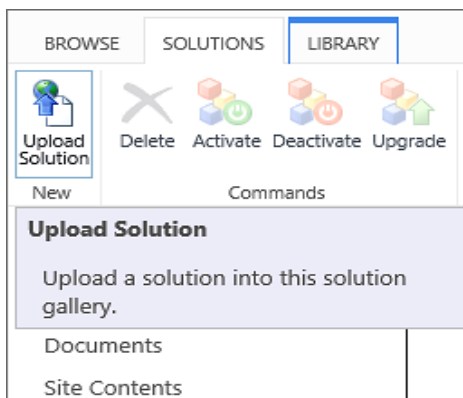 BROWSE SOLUTIONS LIBRARY
Upload Solution Delete Activate Deactivate Upgrade
New Commands
Upload Solution
Upload a solution into this solution
gallery.
Documents
Site Contents